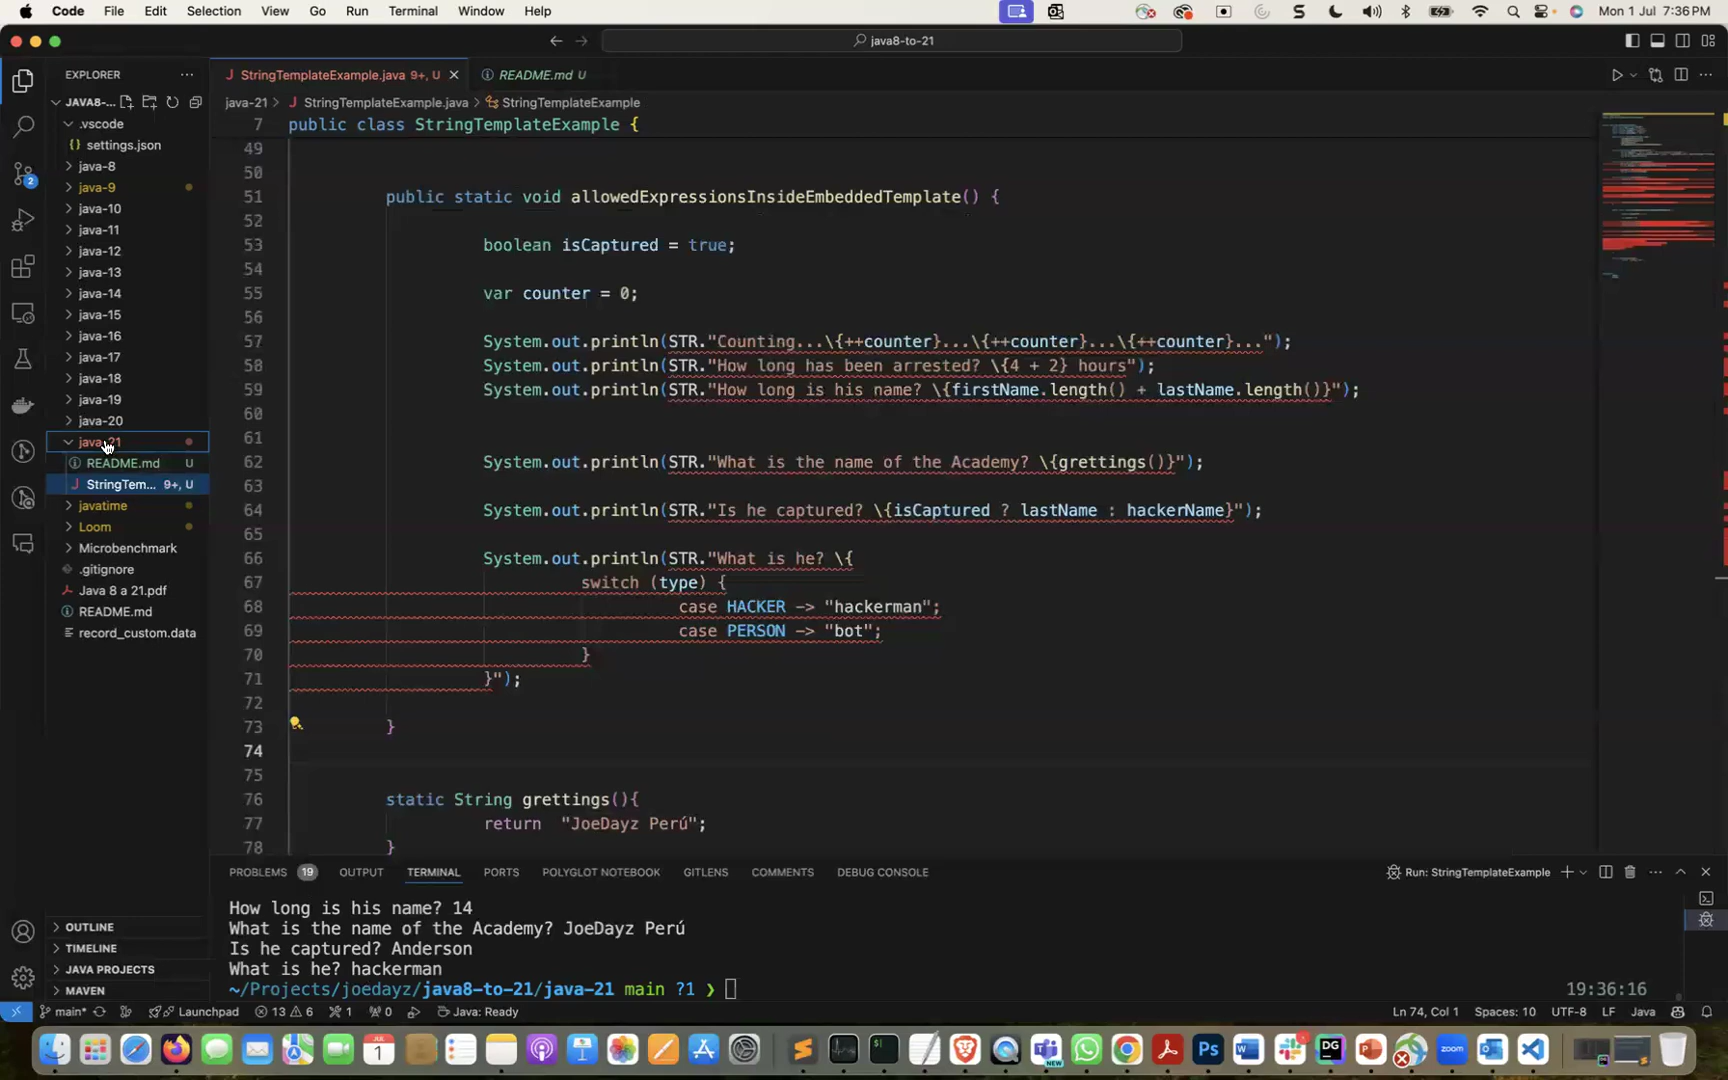 Code File Edit Selection View Go Run Terminal Window Help Mon 1 Jul 7:36 PM
java8-to-21
EXPLORER
StringTemplateExample.java 9+, U
README.md U
JAVA8-...
java-21 > StringTemplateExample.java > StringTemplateExample
.vscode
settings.json
java-8
java-9
java-10
java-11
java-12
java-13
java-14
java-15
java-16
java-17
java-18
java-19
java-20
java-21
README.md U
StringTem... 9+, U
javatime
Loom
Microbenchmark
.gitignore
Java 8 a 21.pdf
README.md
record_custom.data
OUTLINE
TIMELINE
JAVA PROJECTS
MAVEN
2
7 public class StringTemplateExample {
49
50
51 public static void allowedExpressionsInsideEmbeddedTemplate() {
52
53 boolean isCaptured = true;
54
55 var counter = 0;
56
57 System.out.println(STR."Counting...\{++counter}...\{++counter}...\{++counter}...");
58 System.out.println(STR."How long has been arrested? \{4 + 2} hours");
59 System.out.println(STR."How long is his name? \{firstName.length() + lastName.length()}");
60
61
62 System.out.println(STR."What is the name of the Academy? \{grettings()}");
63
64 System.out.println(STR."Is he captured? \{isCaptured ? lastName : hackerName}");
65
66 System.out.println(STR."What is he? \{
67 switch (type) {
68 case HACKER -> "hackerman";
69 case PERSON -> "bot";
70 }
71 }");
72
73 }
74
75
76 static String grettings(){
77 return "JoeDayz Perú";
78 }
PROBLEMS 19 OUTPUT TERMINAL PORTS POLYGLOT NOTEBOOK GITLENS COMMENTS DEBUG CONSOLE Run: StringTemplateExample
How long is his name? 14
What is the name of the Academy? JoeDayz Perú
Is he captured? Anderson
What is he? hackerman
~/Projects/joedayz/java8-to-21/java-21 main ?1 ❯ 19:36:16
main* Launchpad 13 6 1 0 Java: Ready Ln 74, Col 1 Spaces: 10 UTF-8 LF Java
JUL
1
NEW
DG
Ps
zoom